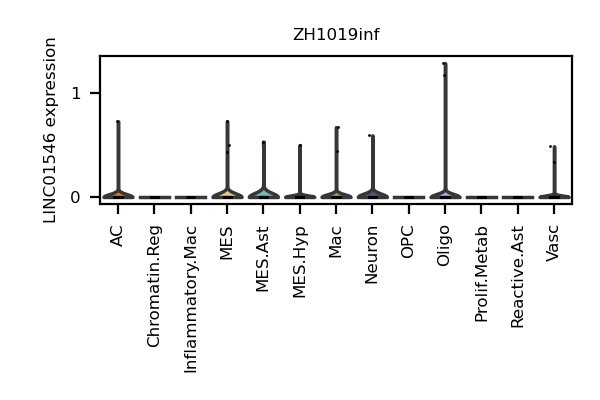 ZH1019inf
LINC01546 expression
1
0
AC
Chromatin.Reg
Inflammatory.Mac
MES
MES.Ast
MES.Hyp
Mac
Neuron
OPC
Oligo
Prolif.Metab
Reactive.Ast
Vasc